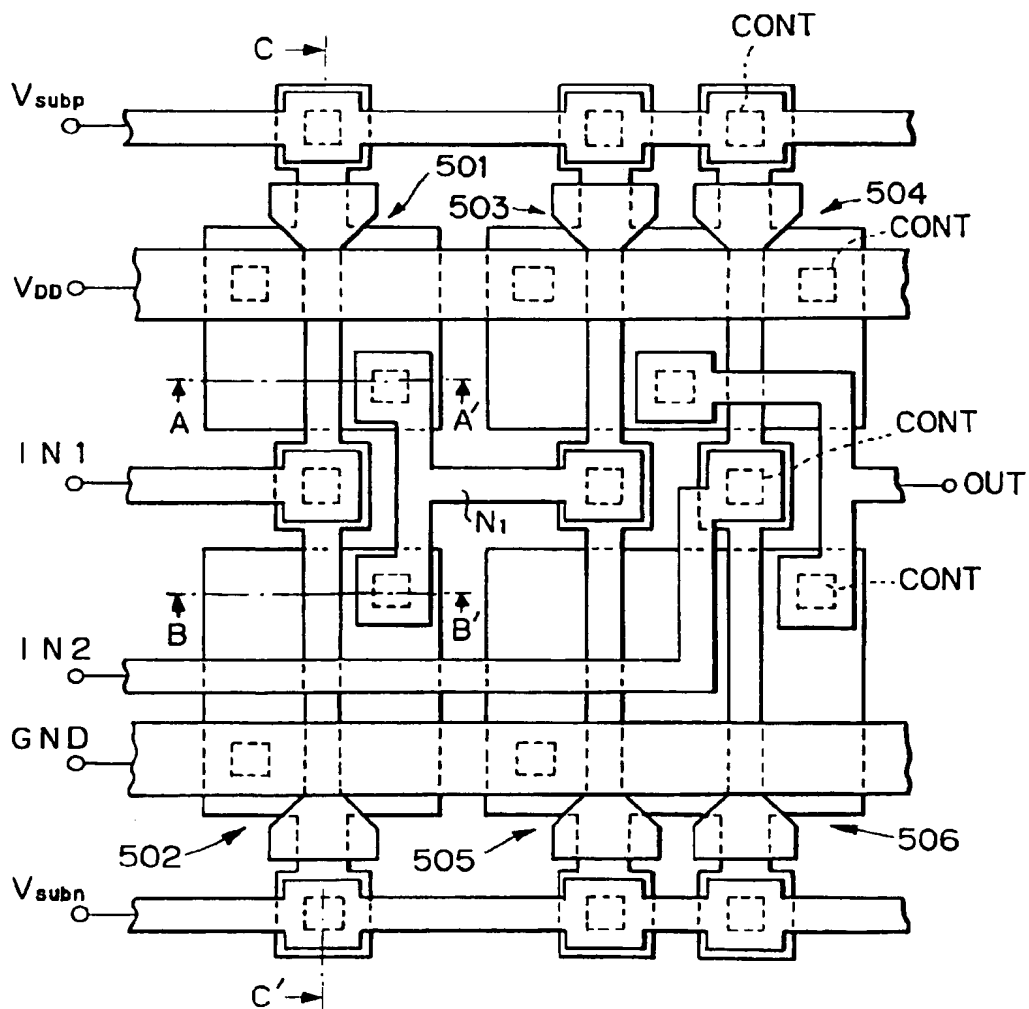 CONT
C
Vsubp
501
503
504
CONT
VDD
A
A'
CONT
IN1
OUT
N1
CONT
B
B'
IN2
GND
502
505
506
Vsubn
C'